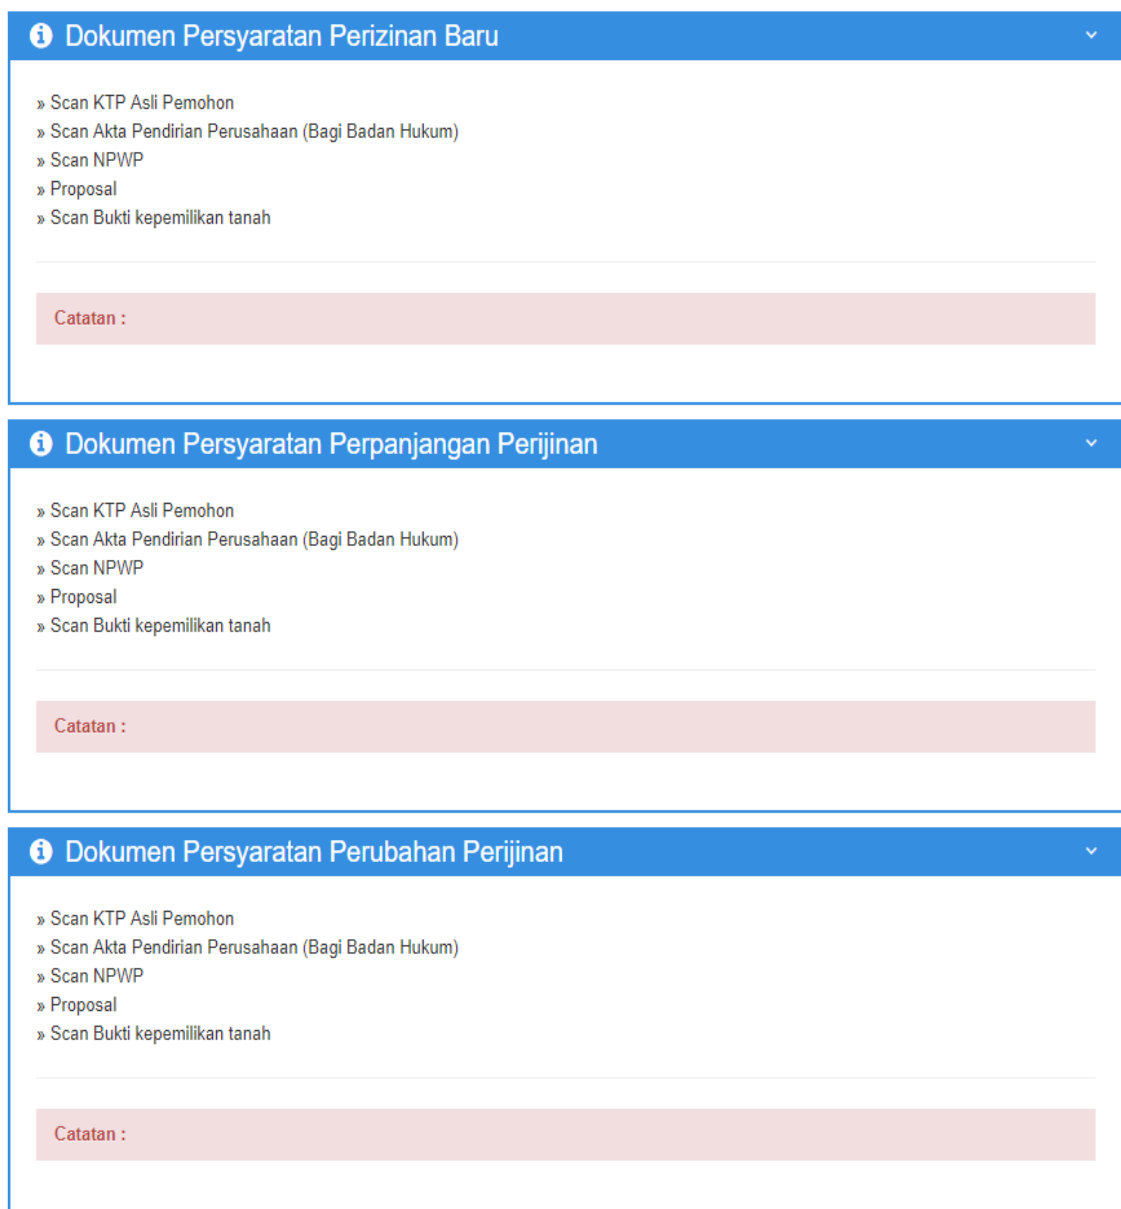 Dokumen Persyaratan Perizinan Baru
» Scan KTP Asli Pemohon
» Scan Akta Pendirian Perusahaan (Bagi Badan Hukum)
» Scan NPWP
» Proposal
» Scan Bukti kepemilikan tanah
Catatan :
Dokumen Persyaratan Perpanjangan Perijinan
» Scan KTP Asli Pemohon
» Scan Akta Pendirian Perusahaan (Bagi Badan Hukum)
» Scan NPWP
» Proposal
» Scan Bukti kepemilikan tanah
Catatan :
Dokumen Persyaratan Perubahan Perijinan
» Scan KTP Asli Pemohon
» Scan Akta Pendirian Perusahaan (Bagi Badan Hukum)
» Scan NPWP
» Proposal
» Scan Bukti kepemilikan tanah
Catatan :